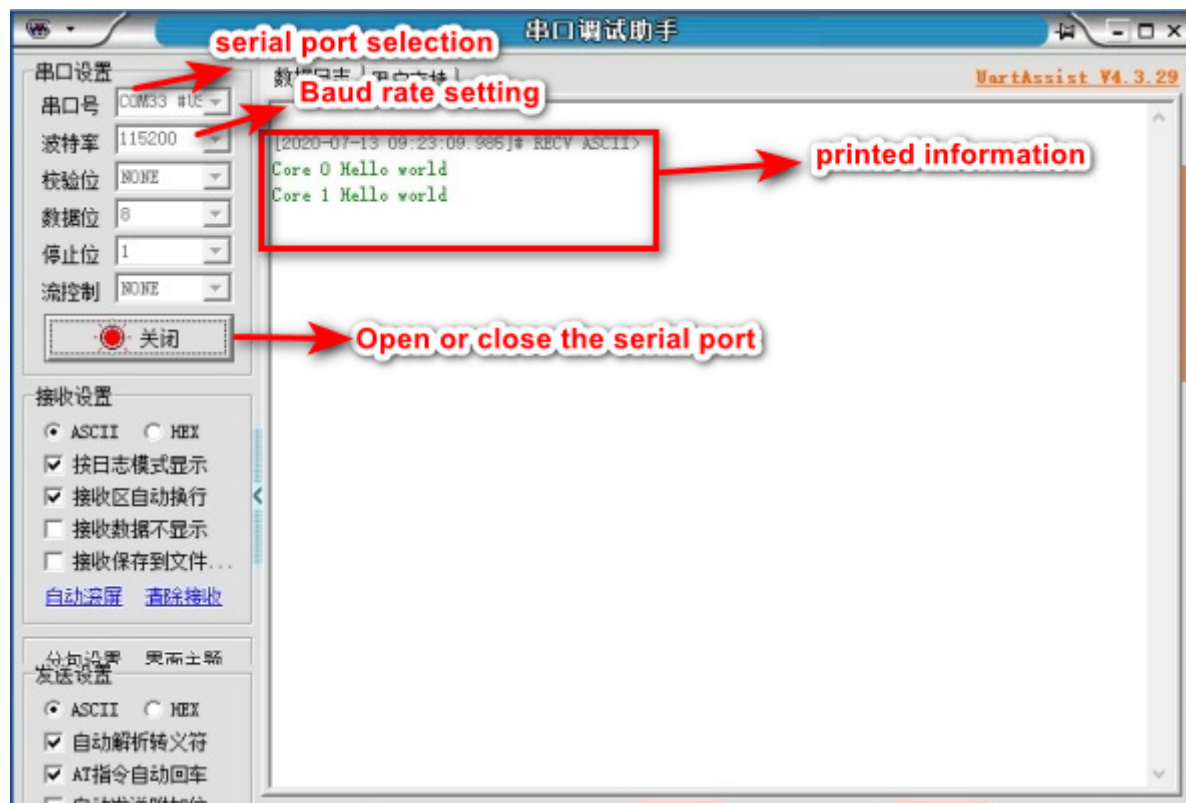 串口调试助手
serial port selection
串口设置
数据日志
UartAssist V4.3.29
串口号 COM33 #US
Baud rate setting
波特率 115200
[2020-07-13 09:23:09.985]# RECV ASCII>
printed information
校验位 NONE
Core 0 Hello world
Core 1 Hello world
数据位 8
停止位 1
流控制 NONE
关闭
Open or close the serial port
接收设置
ASCII HEX
按日志模式显示
接收区自动换行
接收数据不显示
接收保存到文件...
自动滚屏 清除接收
发送设置
ASCII HEX
自动解析转义符
AT指令自动回车